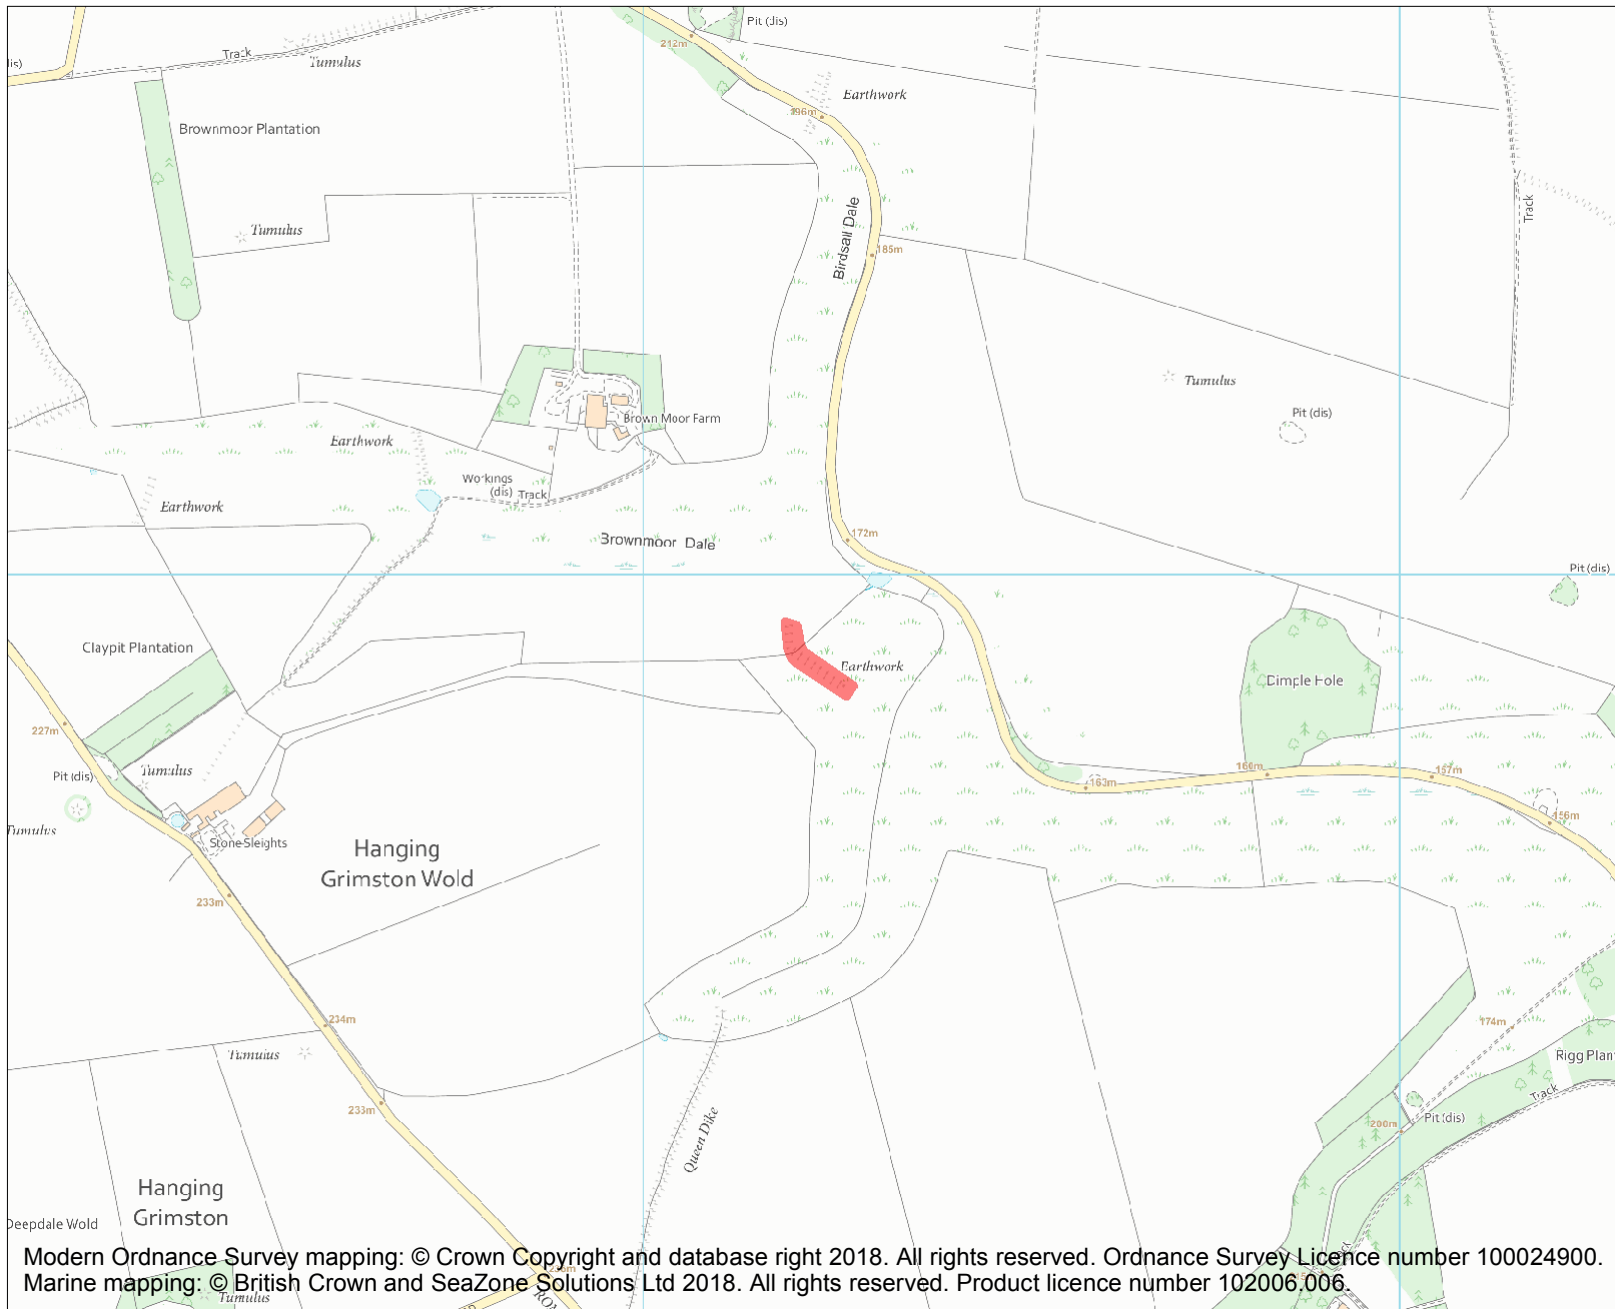 Pit (dis)
212m
Track
Tumulus
lis)
Earthwork
196m
Brownmoor Plantation
Birdsall Dale
Track
Tumulus
185m
Tumulus
Pit (dis)
Brown Moor Farm
Earthwork
Workings
(dis)
Track
Earthwork
172m
Brownmoor Dale
Pit (dis)
Claypit Plantation
Earthwork
Dimple Hole
227m
Pit (dis)
Tumulus
163m
166m
157m
156m
Tumulus
Stone Sleights
Hanging
Grimston Wold
233m
234m
174m
Tumulus
Rigg Plan
Track
233m
Pit (dis)
200m
Queen Dike
Hanging
Grimston
Deepdale Wold
Modern Ordnance Survey mapping: © Crown Copyright and database right 2018. All rights reserved. Ordnance Survey Licence number 100024900.
Marine mapping: © British Crown and SeaZone Solutions Ltd 2018. All rights reserved. Product licence number 102006.006.
Tumulus